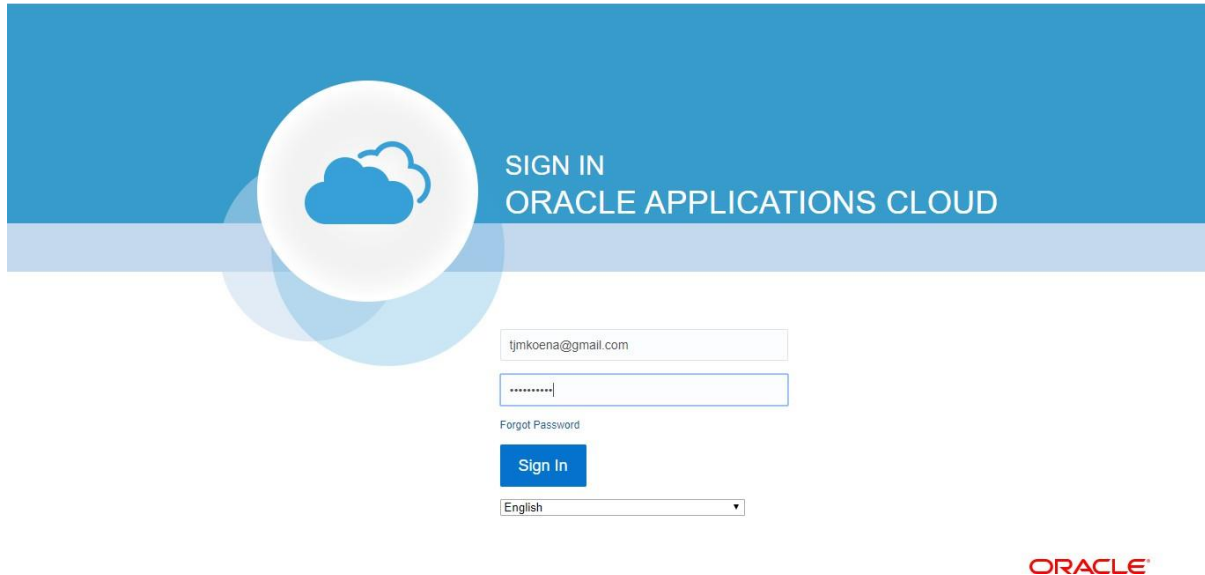 SIGN IN
ORACLE APPLICATIONS CLOUD
tjmkoena@gmail.com
••••••••••
Forgot Password
Sign In
English
ORACLE